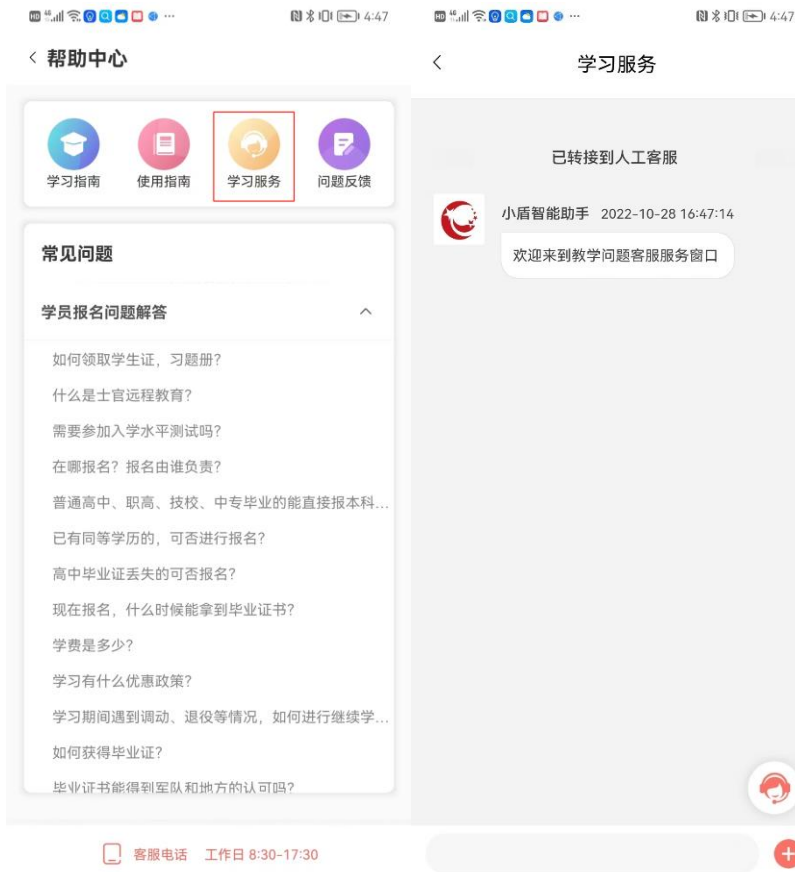 4:47
帮助中心
学习指南
使用指南
学习服务
问题反馈
常见问题
学员报名问题解答
如何领取学生证，习题册?
什么是士官远程教育?
需要参加入学水平测试吗?
在哪报名？报名由谁负责?
普通高中、职高、技校、中专毕业的能直接报本科...
已有同等学历的，可否进行报名?
高中毕业证丢失的可否报名?
现在报名，什么时候能拿到毕业证书?
学费是多少?
学习有什么优惠政策?
学习期间遇到调动、退役等情况，如何进行继续学...
如何获得毕业证?
毕业证书能得到军队和地方的认可吗?
客服电话 工作日 8:30-17:30
4:47
学习服务
已转接到人工客服
小盾智能助手 2022-10-28 16:47:14
欢迎来到教学问题客服服务窗口